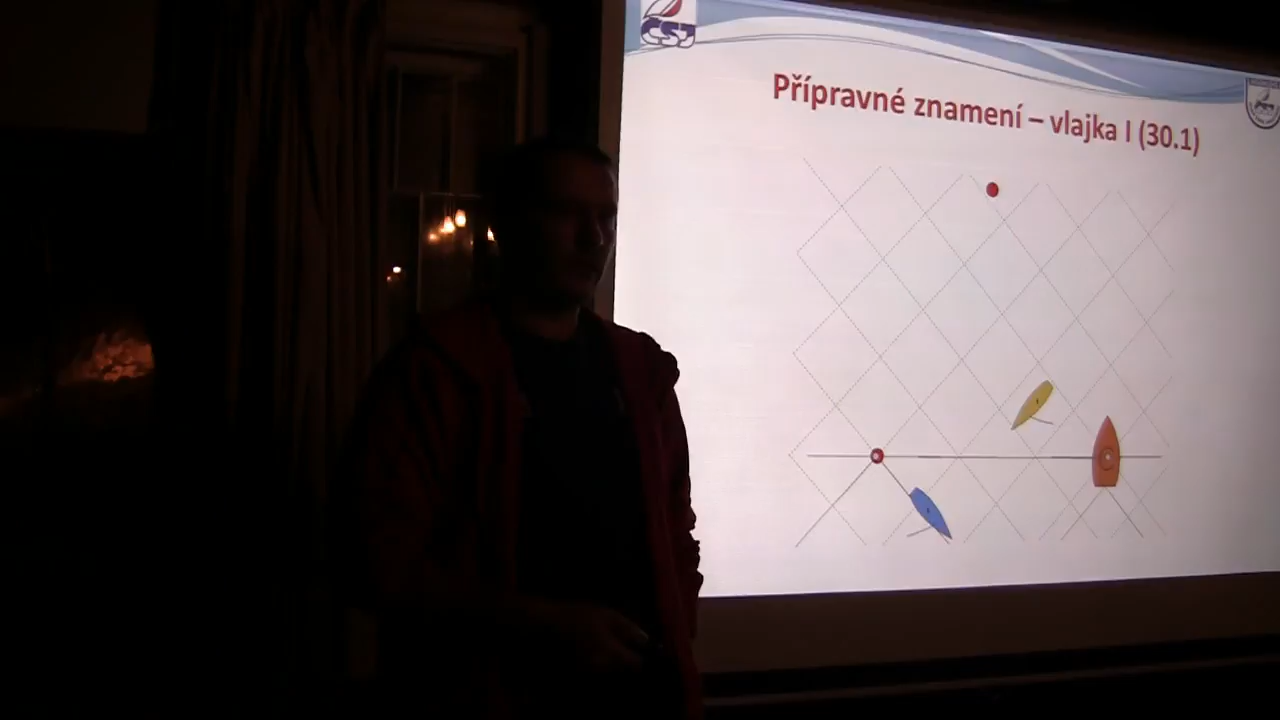 Přípravné znamení – vlajka I (30.1)